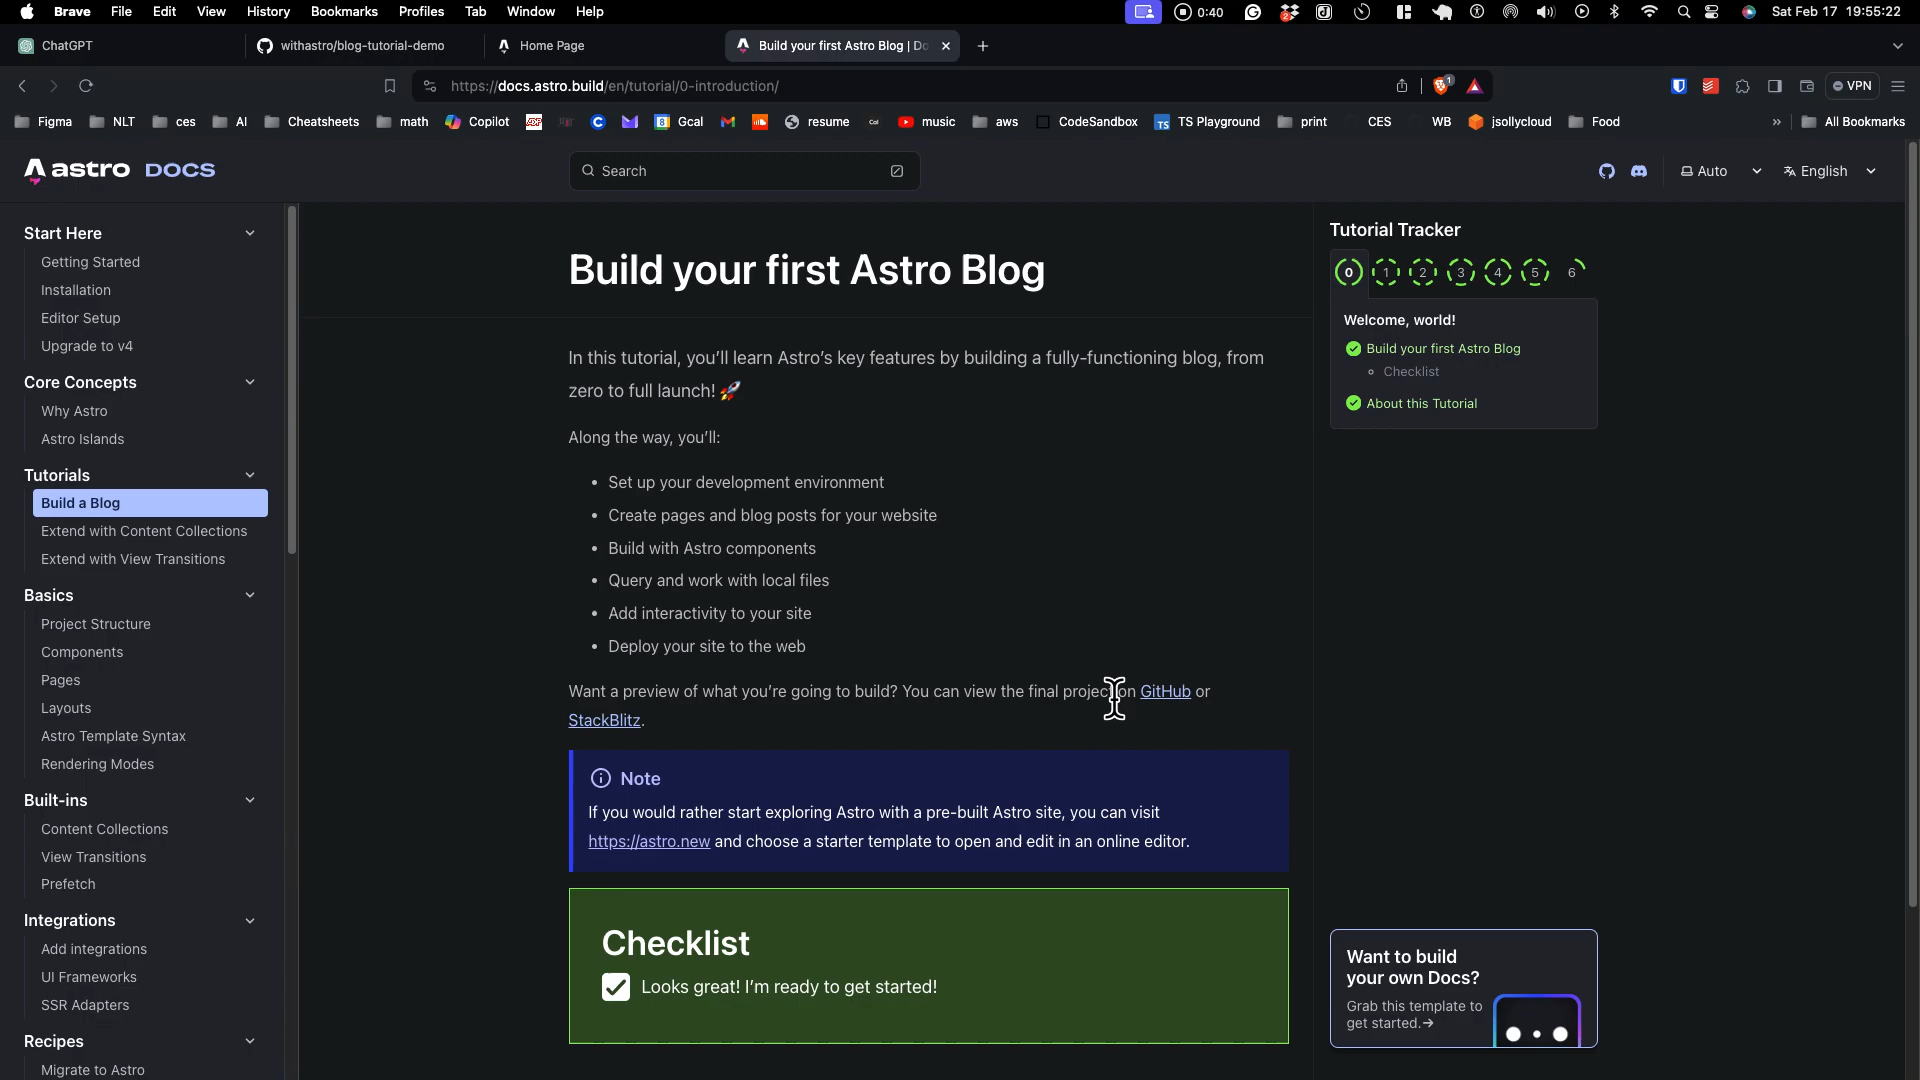 Brave File Edit View History Bookmarks Profiles Tab Window Help 0:40 2 Sat Feb 17 19:55:22
ChatGPT withastro/blog-tutorial-demo Home Page Build your first Astro Blog | Do
https://docs.astro.build/en/tutorial/0-introduction/ 1 VPN
Figma NLT ces AI Cheatsheets math Copilot Gcal resume Cal music aws CodeSandbox TS TS Playground print CES WB jsollycloud Food » All Bookmarks
astro DOCS Search Auto English
Start Here
Getting Started
Installation
Editor Setup
Upgrade to v4
Core Concepts
Why Astro
Astro Islands
Tutorials
Build a Blog
Extend with Content Collections
Extend with View Transitions
Basics
Project Structure
Components
Pages
Layouts
Astro Template Syntax
Rendering Modes
Built-ins
Content Collections
View Transitions
Prefetch
Integrations
Add integrations
UI Frameworks
SSR Adapters
Recipes
Migrate to Astro
Build your first Astro Blog
In this tutorial, you’ll learn Astro’s key features by building a fully-functioning blog, from
zero to full launch! 🚀
Along the way, you’ll:
• Set up your development environment
• Create pages and blog posts for your website
• Build with Astro components
• Query and work with local files
• Add interactivity to your site
• Deploy your site to the web
Want a preview of what you’re going to build? You can view the final project on GitHub or
StackBlitz.
Note
If you would rather start exploring Astro with a pre-built Astro site, you can visit
https://astro.new and choose a starter template to open and edit in an online editor.
Checklist
Looks great! I’m ready to get started!
Tutorial Tracker
0 1 2 3 4 5 6
Welcome, world!
Build your first Astro Blog
Checklist
About this Tutorial
Want to build
your own Docs?
Grab this template to
get started.→